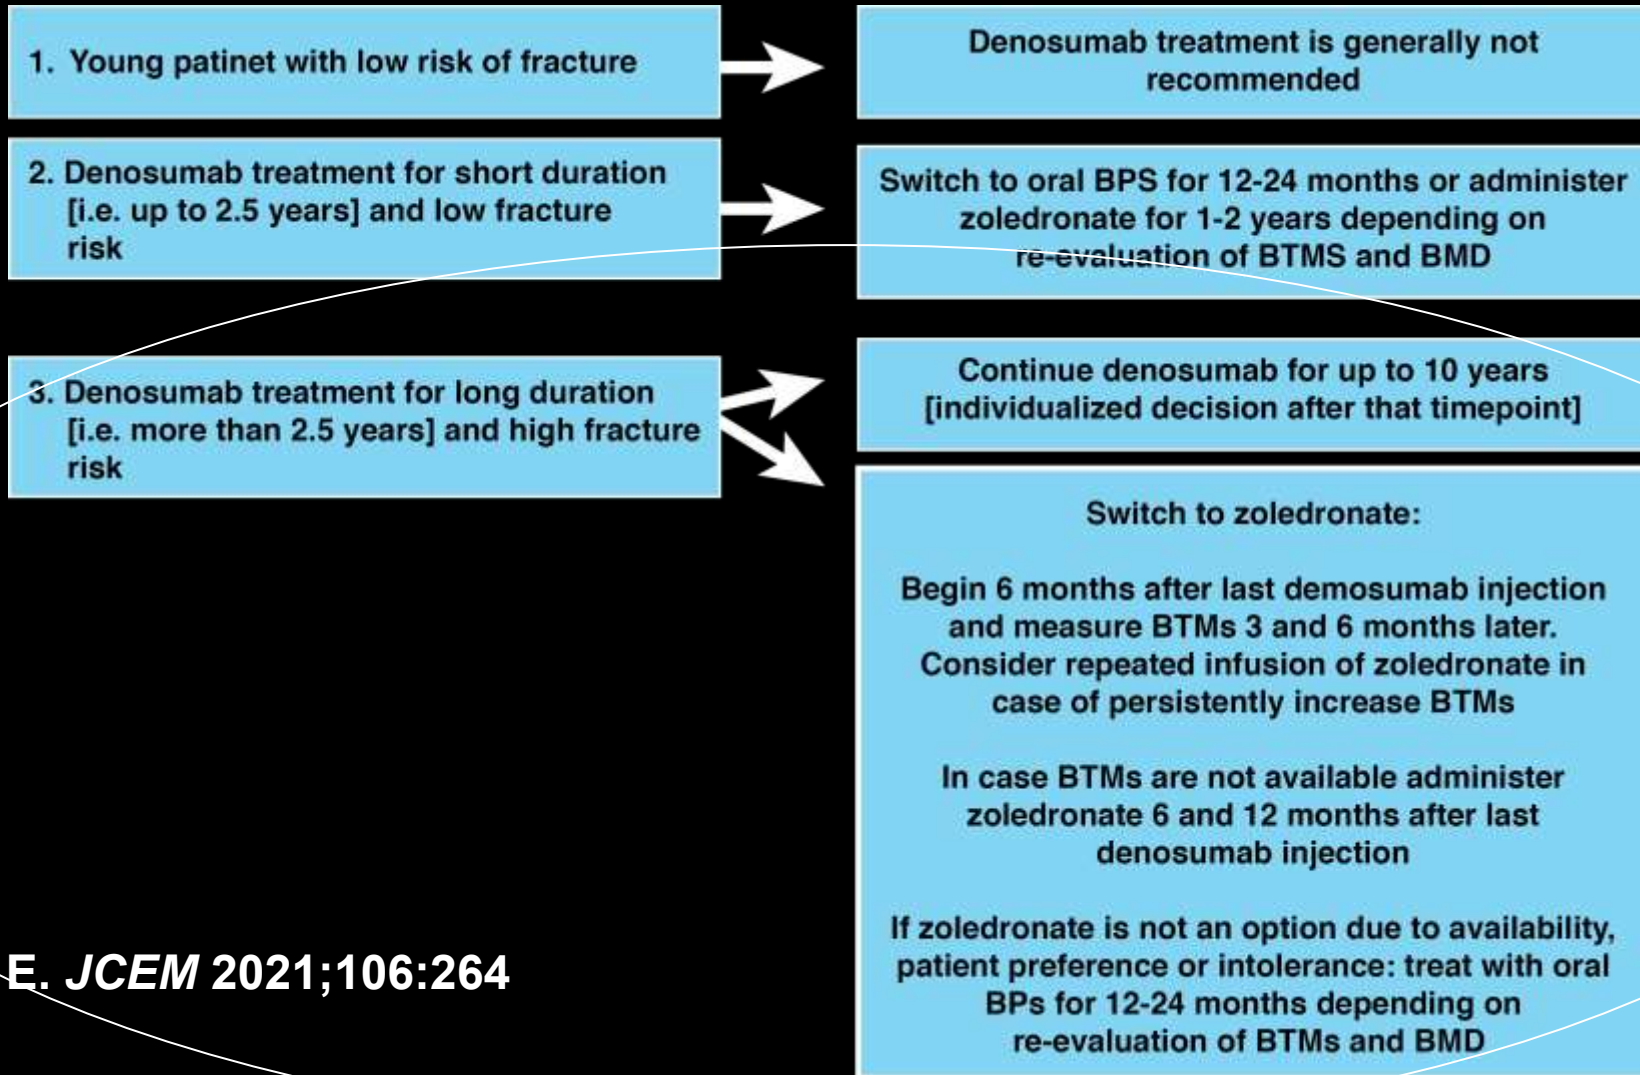 1. Young patinet with low risk of fracture
Denosumab treatment is generally not
recommended
2. Denosumab treatment for short duration
[i.e. up to 2.5 years] and low fracture
risk
Switch to oral BPS for 12-24 months or administer
zoledronate for 1-2 years depending on
re-evaluation of BTMS and BMD
3. Denosumab treatment for long duration
[i.e. more than 2.5 years] and high fracture
risk
Continue denosumab for up to 10 years
[individualized decision after that timepoint]
Switch to zoledronate:
Begin 6 months after last demosumab injection
and measure BTMs 3 and 6 months later.
Consider repeated infusion of zoledronate in
case of persistently increase BTMs
In case BTMs are not available administer
zoledronate 6 and 12 months after last
denosumab injection
If zoledronate is not an option due to availability,
patient preference or intolerance: treat with oral
BPs for 12-24 months depending on
re-evaluation of BTMs and BMD
E. JCEM 2021;106:264